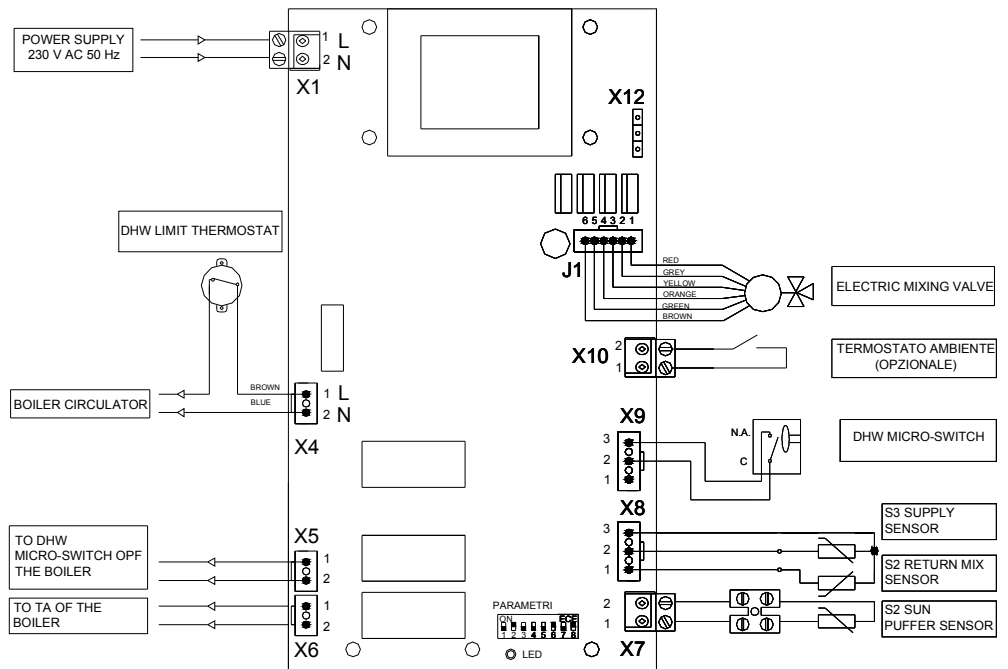 POWER SUPPLY
230 V AC 50 Hz
1 L
2 N
X1
X12
DHW LIMIT THERMOSTAT
6 5 4 3 2 1
J1
RED
GREY
YELLOW
ORANGE
GREEN
BROWN
ELECTRIC MIXING VALVE
X10
2
1
TERMOSTATO AMBIENTE
(OPZIONALE)
BOILER CIRCULATOR
BROWN
BLUE
1 L
2 N
X4
X9
3
2
1
N.A.
C
DHW MICRO-SWITCH
X8
3
2
1
S3 SUPPLY
SENSOR
S2 RETURN MIX
SENSOR
TO DHW
MICRO-SWITCH OPF
THE BOILER
X5
1
2
TO TA OF THE
BOILER
1
2
X6
PARAMETRI
ON ECE
1 2 3 4 5 6 7 8
LED
2
1
X7
S2 SUN
PUFFER SENSOR